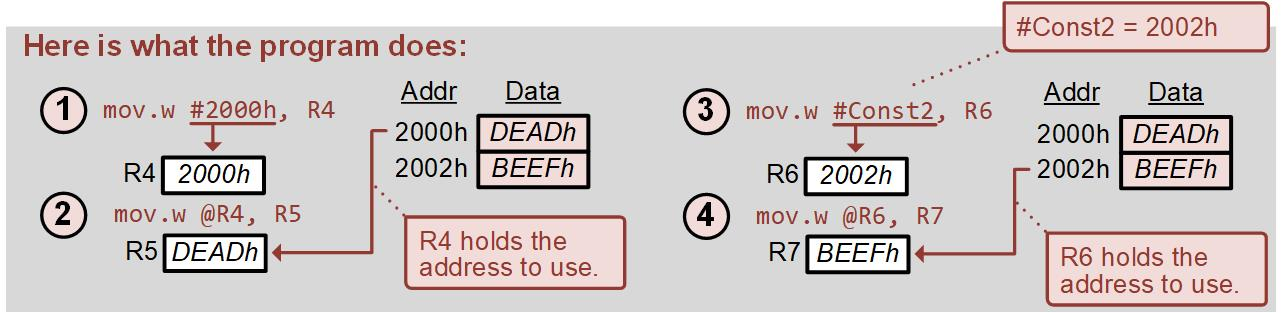 #Const2 = 2002h
Here is what the program does:
1 mov.w #2000h, R4
Addr Data
2000h DEADh
2002h BEEFh
R4 2000h
2 mov.w @R4, R5
R5 DEADh
R4 holds the
address to use.
3 mov.w #Const2, R6
Addr Data
2000h DEADh
2002h BEEFh
R6 2002h
4 mov.w @R6, R7
R7 BEEFh
R6 holds the
address to use.